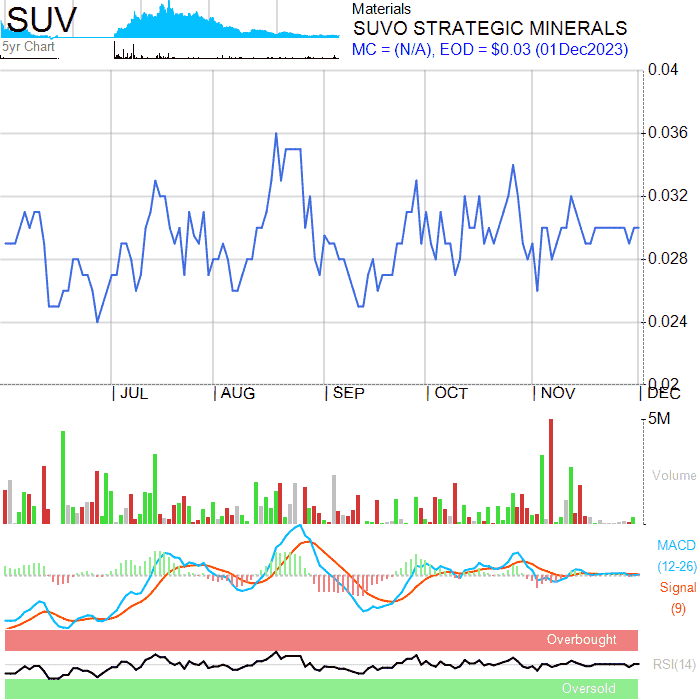 SUV
5yr Chart
Materials
SUVO STRATEGIC MINERALS
MC = (N/A), EOD = $0.03 (01Dec2023)
0.04
0.036
0.032
0.028
0.024
0.02
JUL AUG SEP OCT NOV DEC
5M
Volume
MACD
(12-26)
Signal
(9)
Overbought
RSI(14)
Oversold